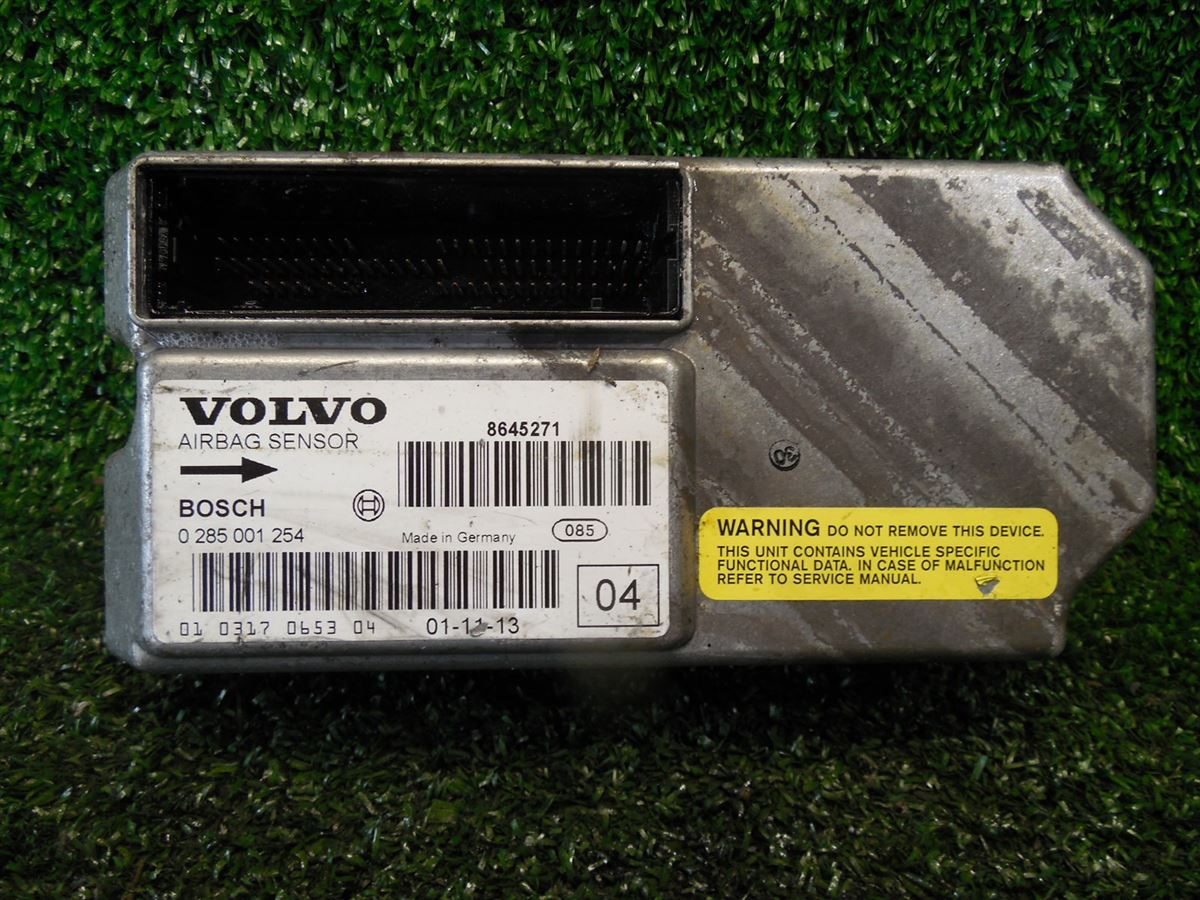 VOLVO
AIRBAG SENSOR
8645271
BOSCH
0 285 001 254
Made in Germany
085
01 0317 0653 04
01-11-13
04
30
WARNING DO NOT REMOVE THIS DEVICE.
THIS UNIT CONTAINS VEHICLE SPECIFIC
FUNCTIONAL DATA. IN CASE OF MALFUNCTION
REFER TO SERVICE MANUAL.